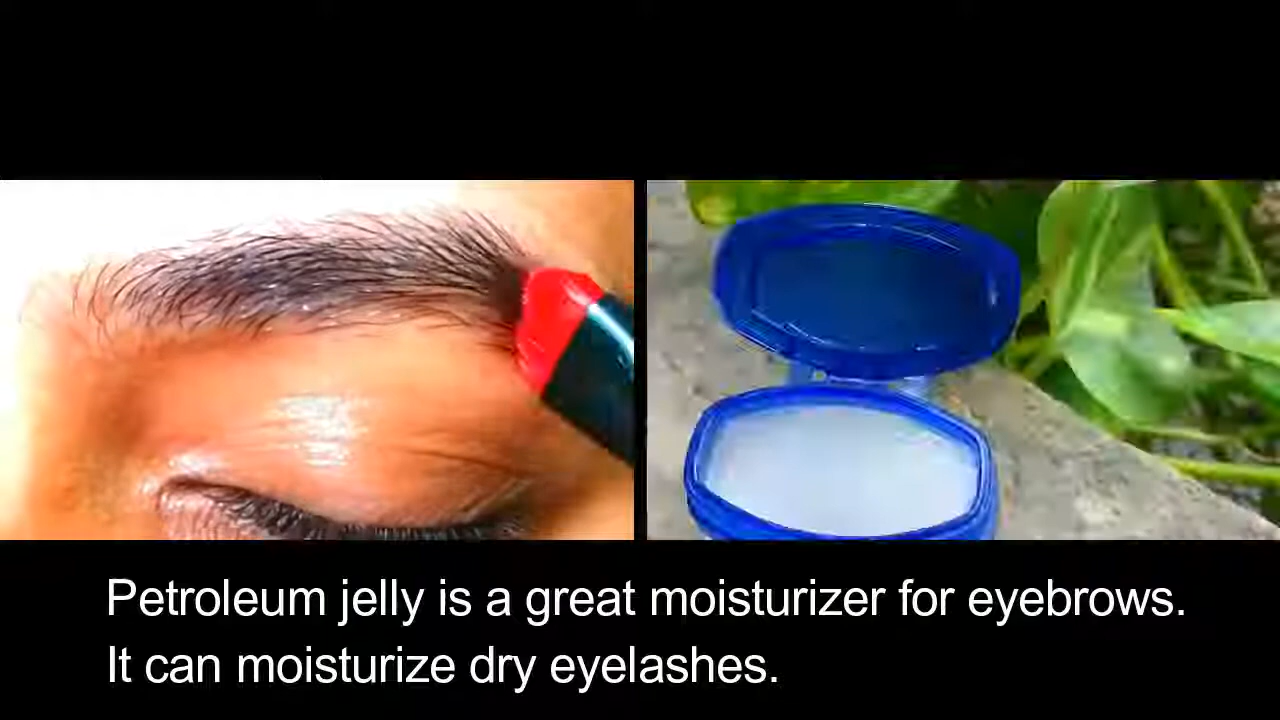 Petroleum jelly is a great moisturizer for eyebrows.
It can moisturize dry eyelashes.